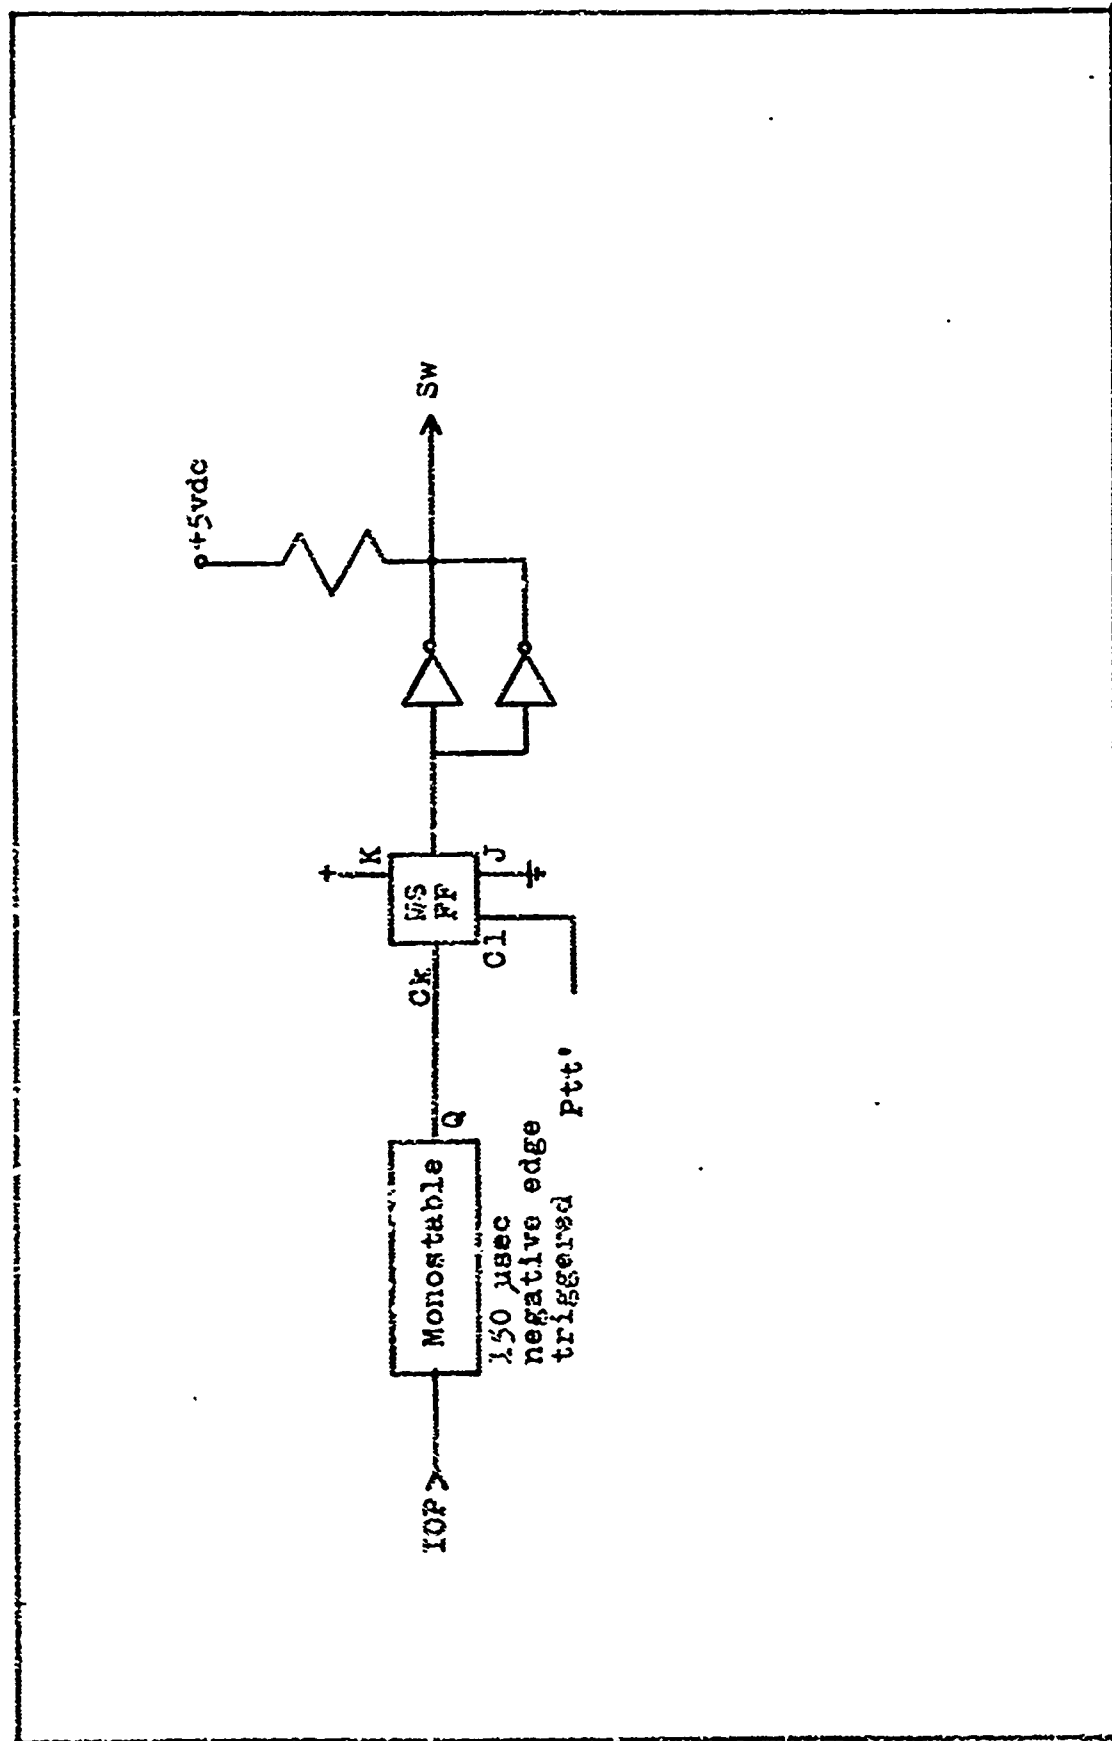 +5vdc
Sw
K
M/S
FF
J
Cl
Ck
Q
Monostable
150 µsec
negative edge
triggered
Ptt'
IOP